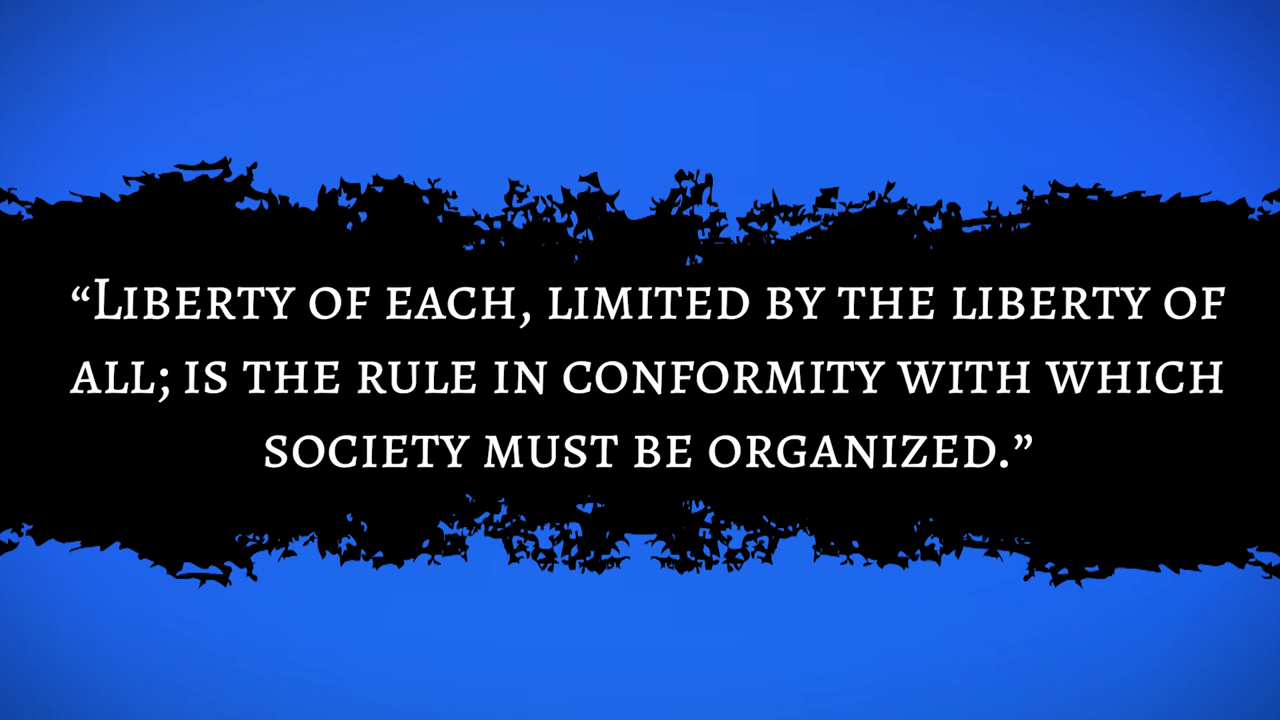 “Liberty of each, limited by the liberty of
all; is the rule in conformity with which
society must be organized.”